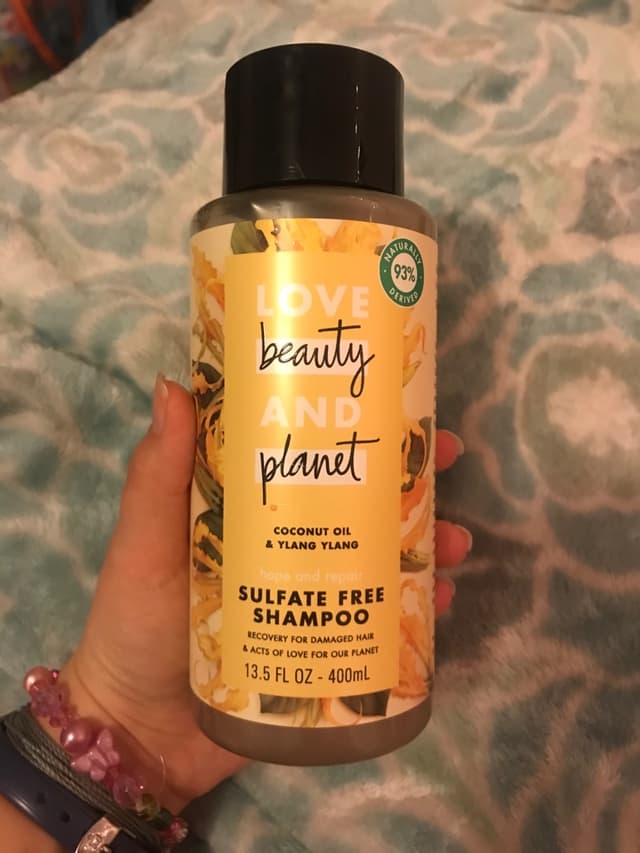 NATURALLY
93%
DERIVED
LOVE
beauty
AND
planet
COCONUT OIL
& YLANG YLANG
hope and repair
SULFATE FREE
SHAMPOO
RECOVERY FOR DAMAGED HAIR
& ACTS OF LOVE FOR OUR PLANET
13.5 FL OZ - 400mL